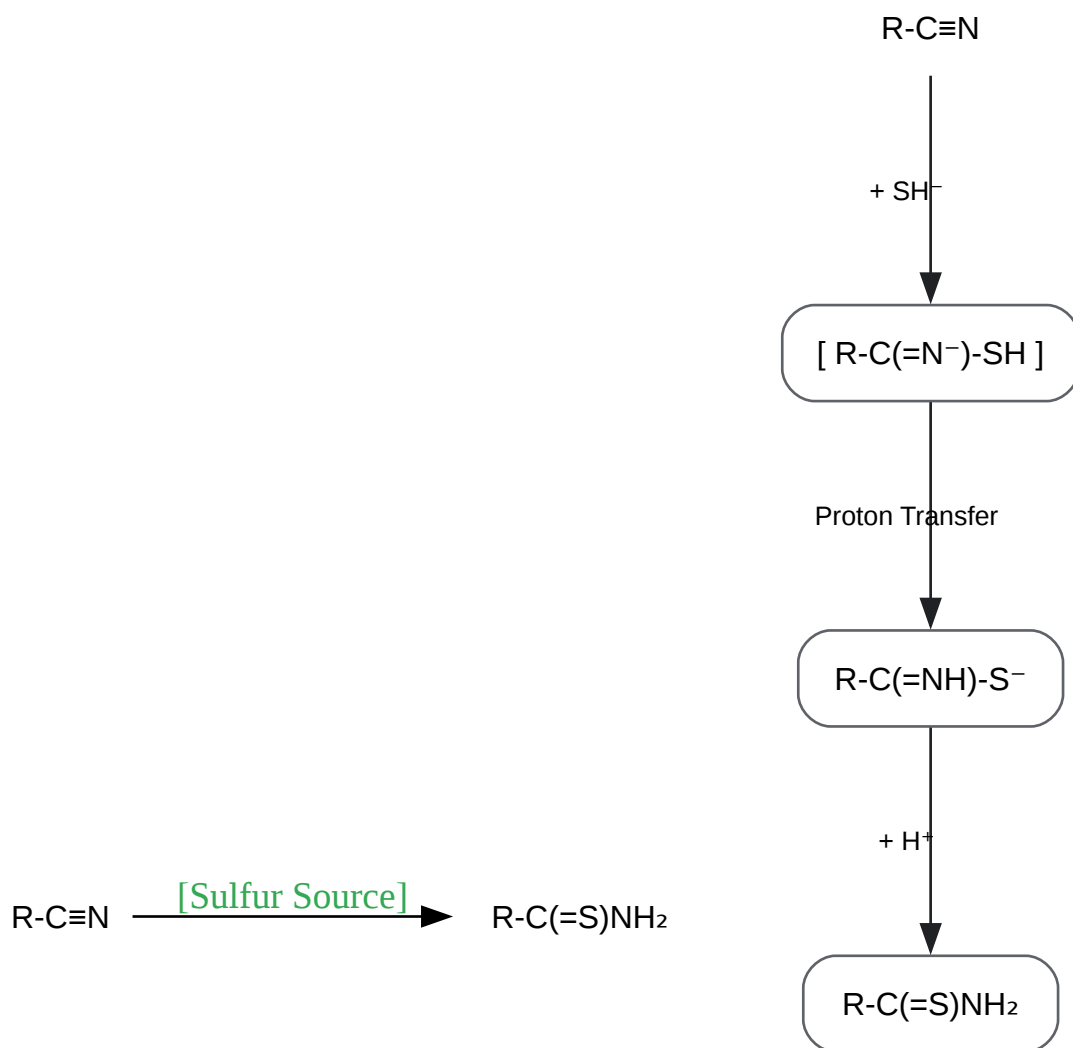 R-C≡N
+ SH⁻
[ R-C(=N⁻)-SH ]
Proton Transfer
R-C(=NH)-S⁻
+ H⁺
[Sulfur Source]
R-C≡N
R-C(=S)NH₂
R-C(=S)NH₂